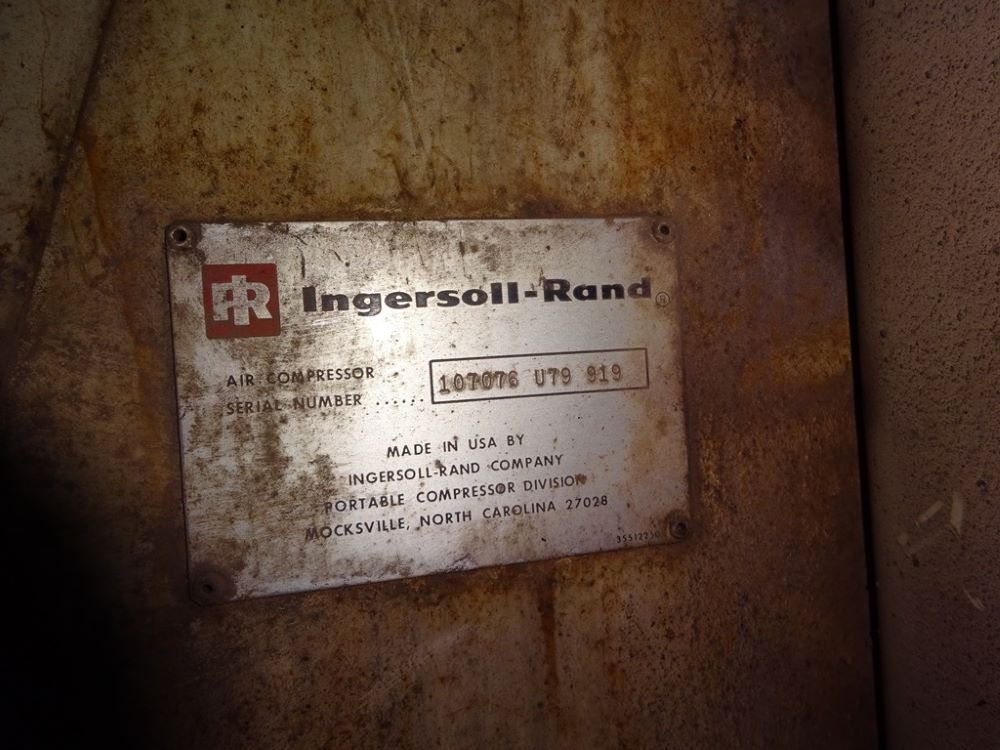 IR Ingersoll-Rand®
AIR COMPRESSOR
SERIAL NUMBER ...... 107076 U79 919
MADE IN USA BY
INGERSOLL-RAND COMPANY
PORTABLE COMPRESSOR DIVISION
MOCKSVILLE, NORTH CAROLINA 27028